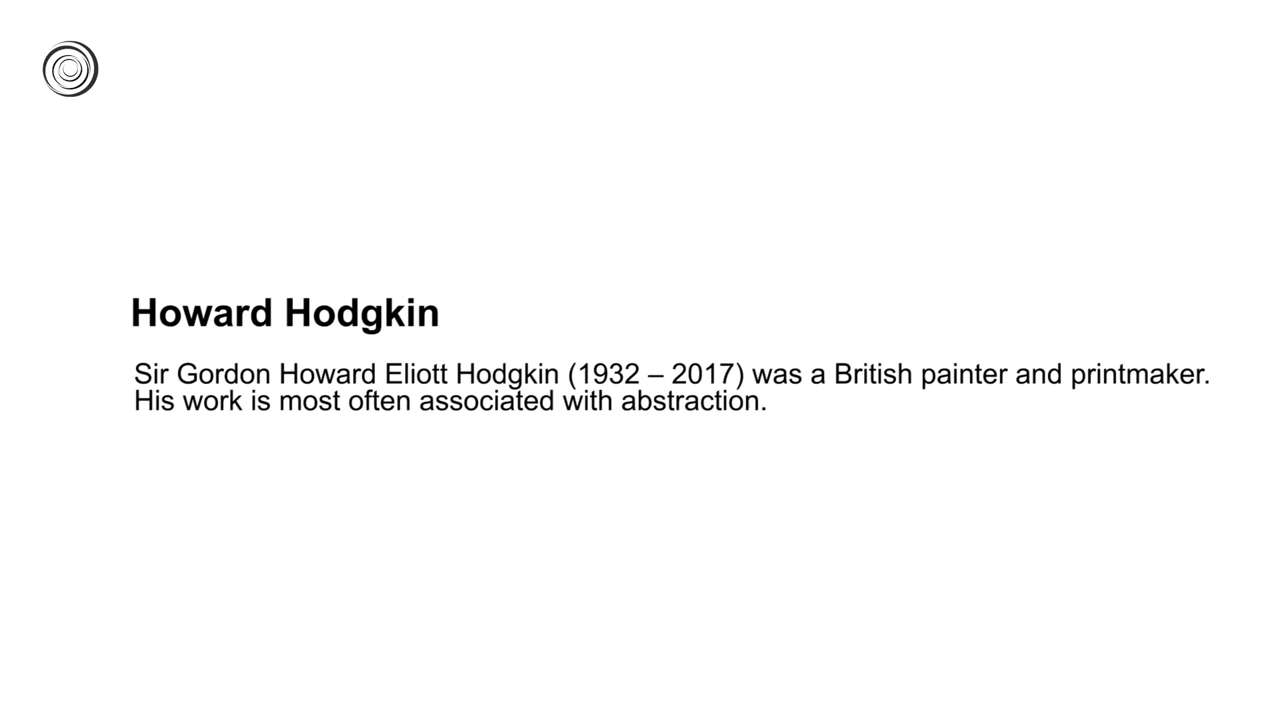 Howard Hodgkin
Sir Gordon Howard Eliott Hodgkin (1932 – 2017) was a British painter and printmaker.
His work is most often associated with abstraction.